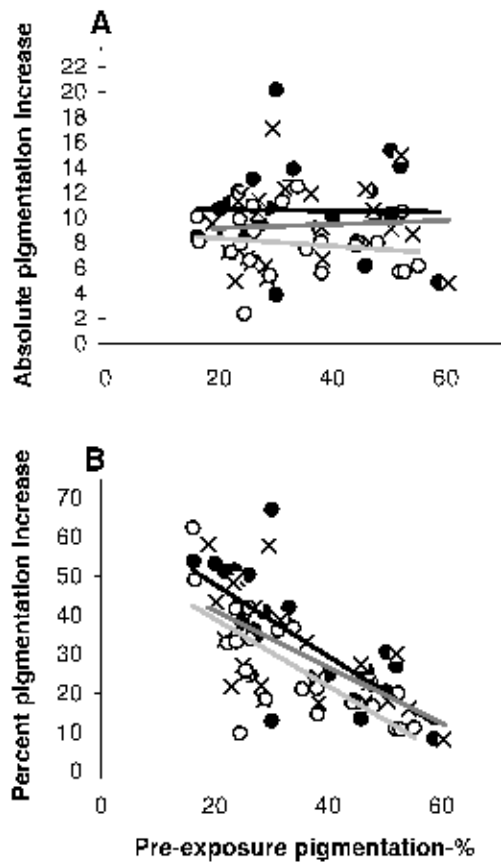 A
Absolute pigmentation Increase
22
20
18
16
14
12
10
8
6
4
2
0
0 20 40 60
B
Percent pigmentation Increase
70
60
50
40
30
20
10
0
0 20 40 60
Pre-exposure pigmentation-%